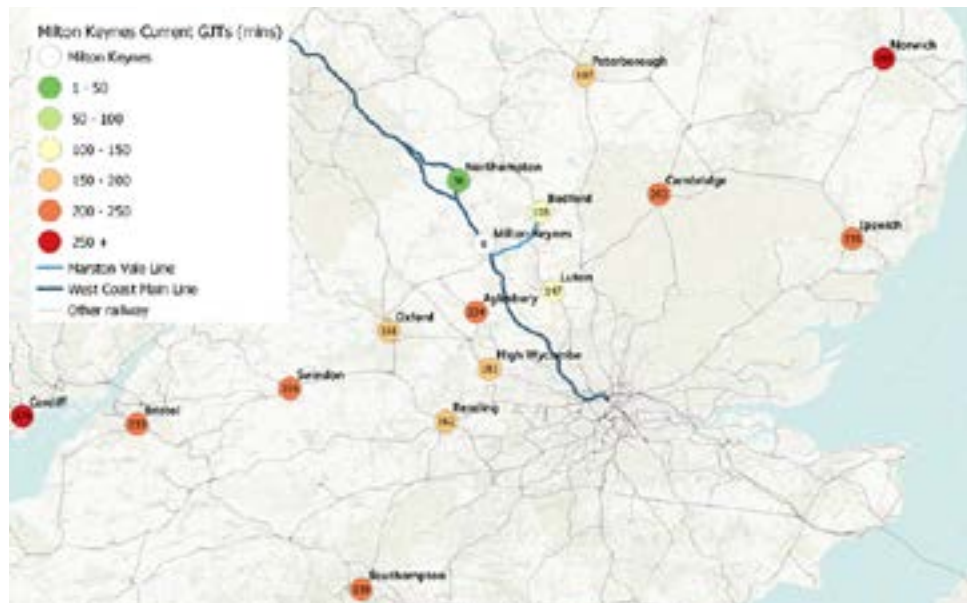 Milton Keynes Current GJTs (mins)
Milton Keynes
1 - 50
50 - 100
100 - 150
150 - 200
200 - 250
250 +
Marston Vale Line
West Coast Main Line
Other railway
Norwich
Peterborough
Northampton
Cambridge
Bedford
Ipswich
Milton Keynes
Luton
Aylesbury
224
Oxford
High Wycombe
Swindon
Cardiff
Bristol
Reading
Southampton